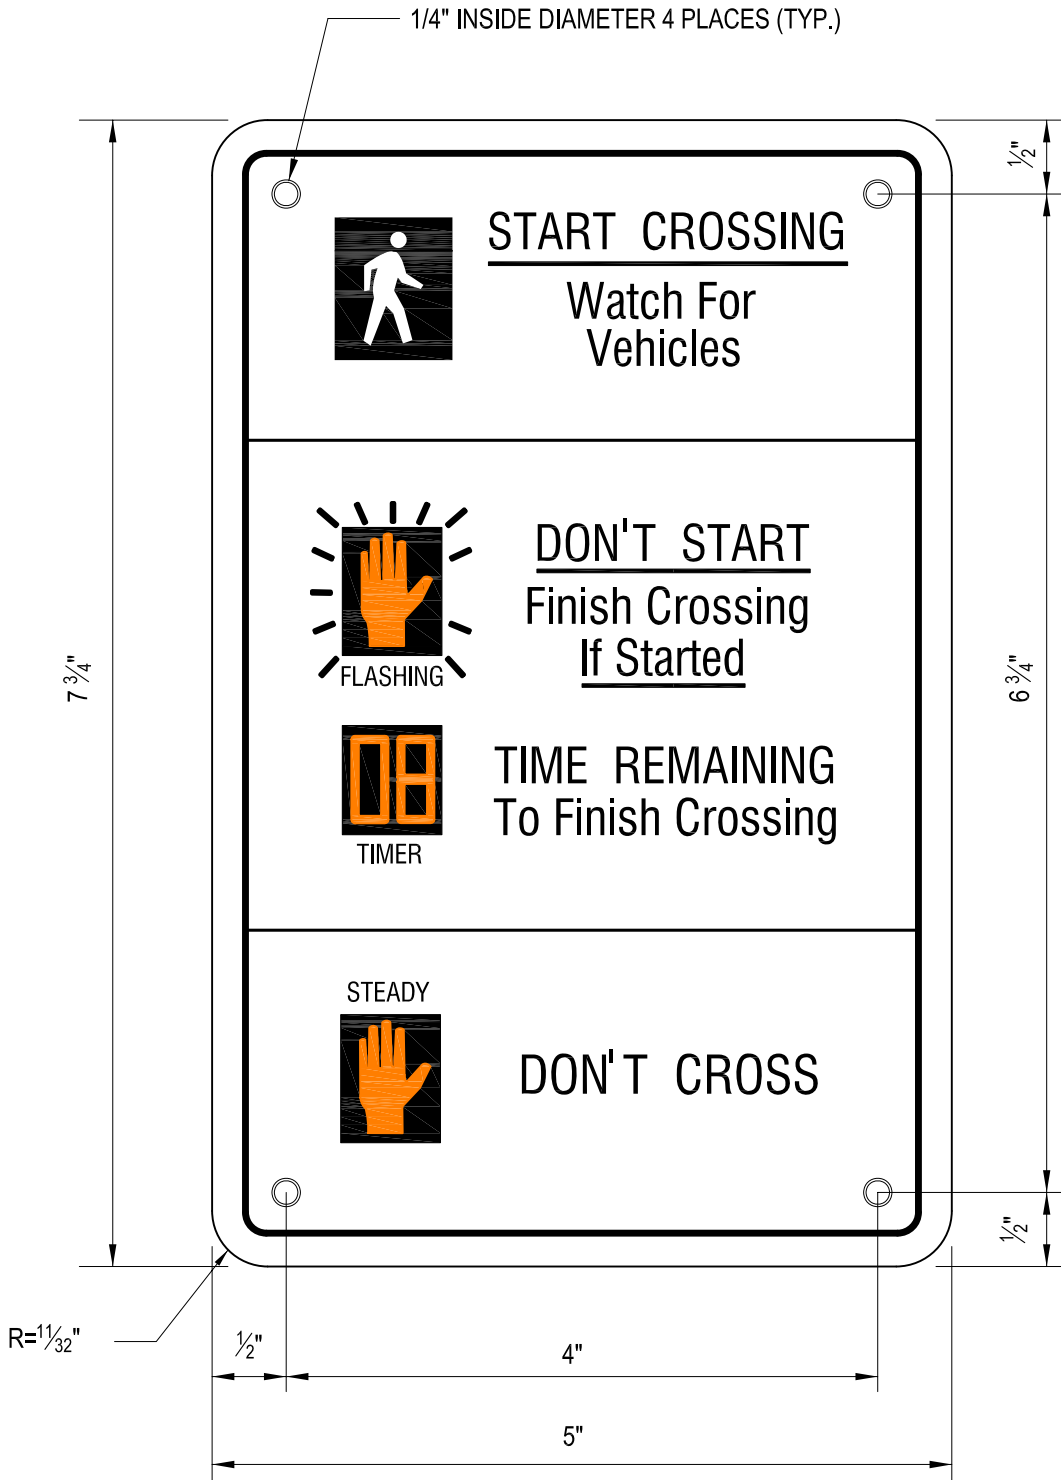 1/4" INSIDE DIAMETER 4 PLACES (TYP.)
1/2"
START CROSSING
Watch For
Vehicles
DON'T START
Finish Crossing
If Started
FLASHING
7 3/4"
6 3/4"
08
TIME REMAINING
To Finish Crossing
TIMER
STEADY
DON'T CROSS
1/2"
R=11/32"
1/2"
4"
5"